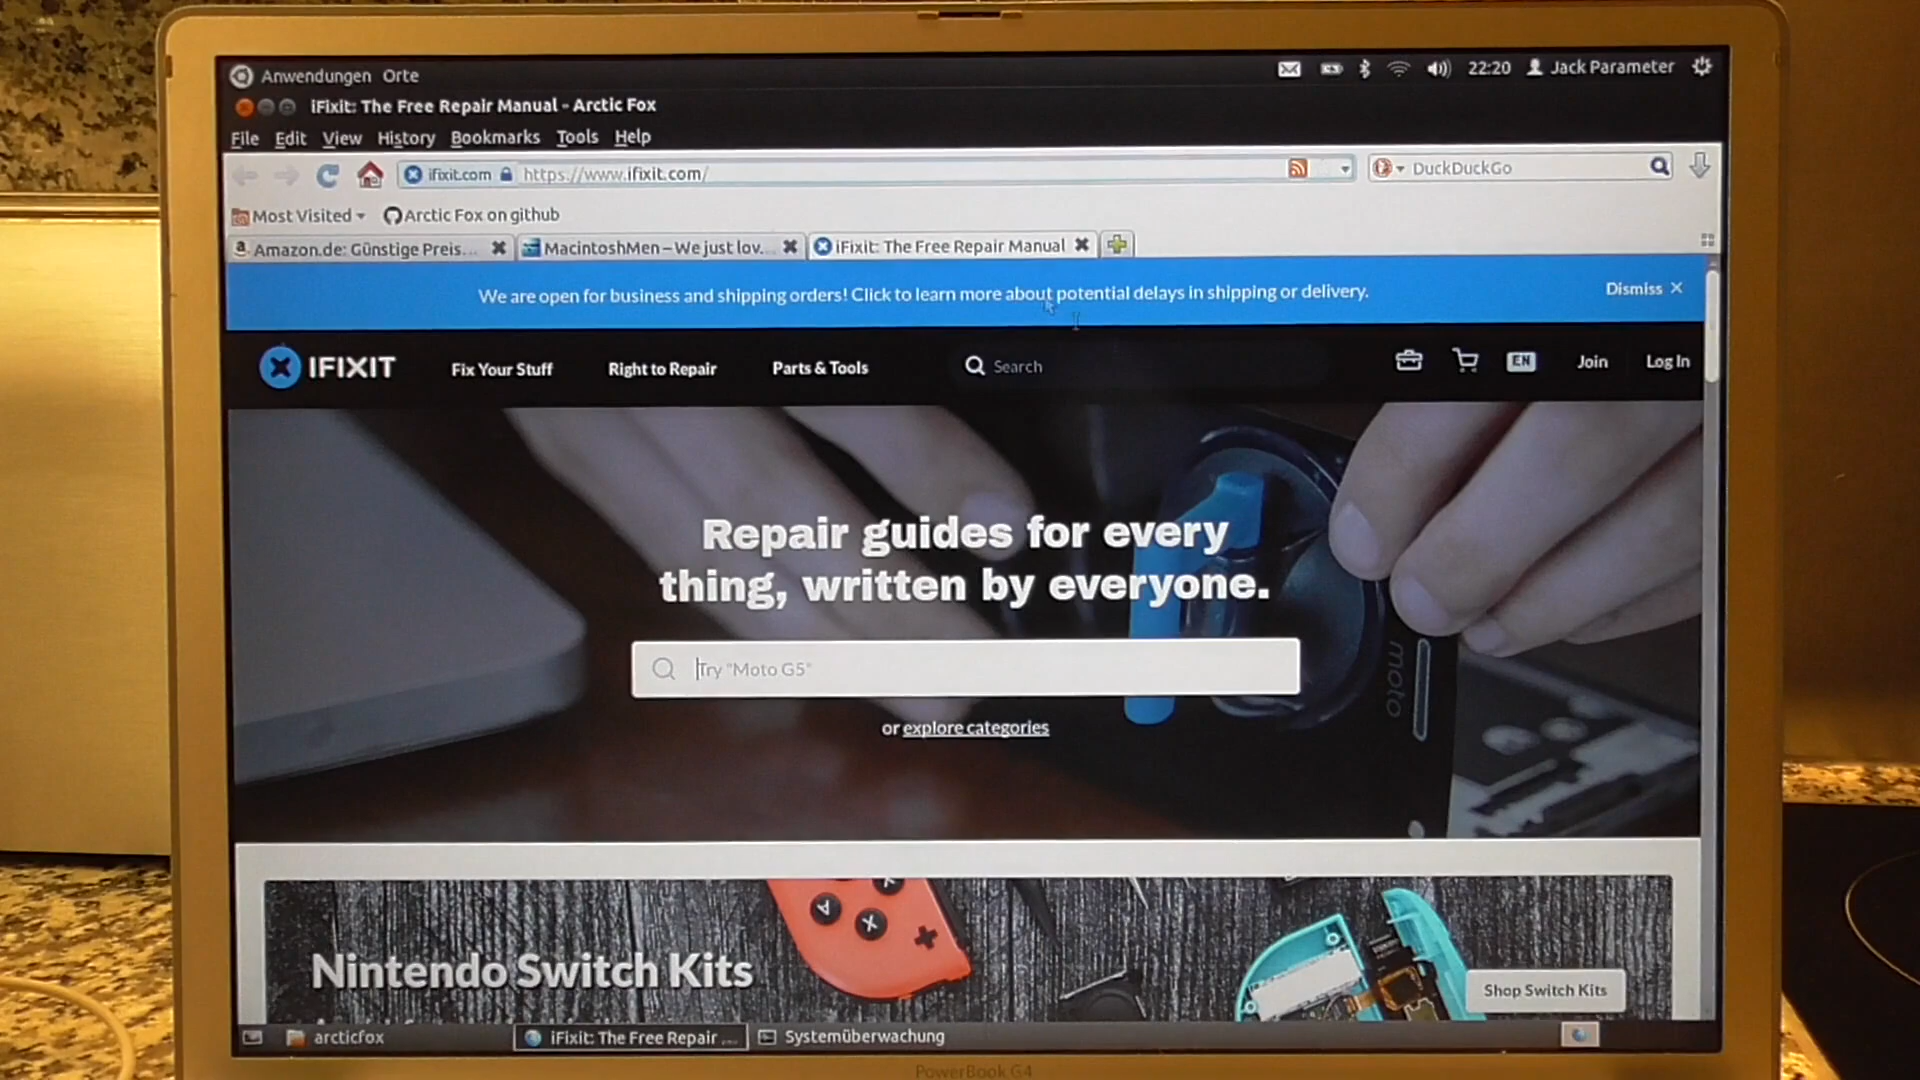 Anwendungen Orte 22:20 Jack Parameter
iFixit: The Free Repair Manual - Arctic Fox
File Edit View History Bookmarks Tools Help
ifixit.com https://www.ifixit.com/ DuckDuckGo
Most Visited Arctic Fox on github
Amazon.de: Günstige Preis... MacintoshMen – We just lov... iFixit: The Free Repair Manual
We are open for business and shipping orders! Click to learn more about potential delays in shipping or delivery. Dismiss ×
IFIXIT Fix Your Stuff Right to Repair Parts & Tools Search EN Join Log In
Repair guides for every
thing, written by everyone.
Try "Moto G5"
moto
or explore categories
Y X
Nintendo Switch Kits
Shop Switch Kits
arcticfox iFixit: The Free Repair ... Systemüberwachung
PowerBook G4